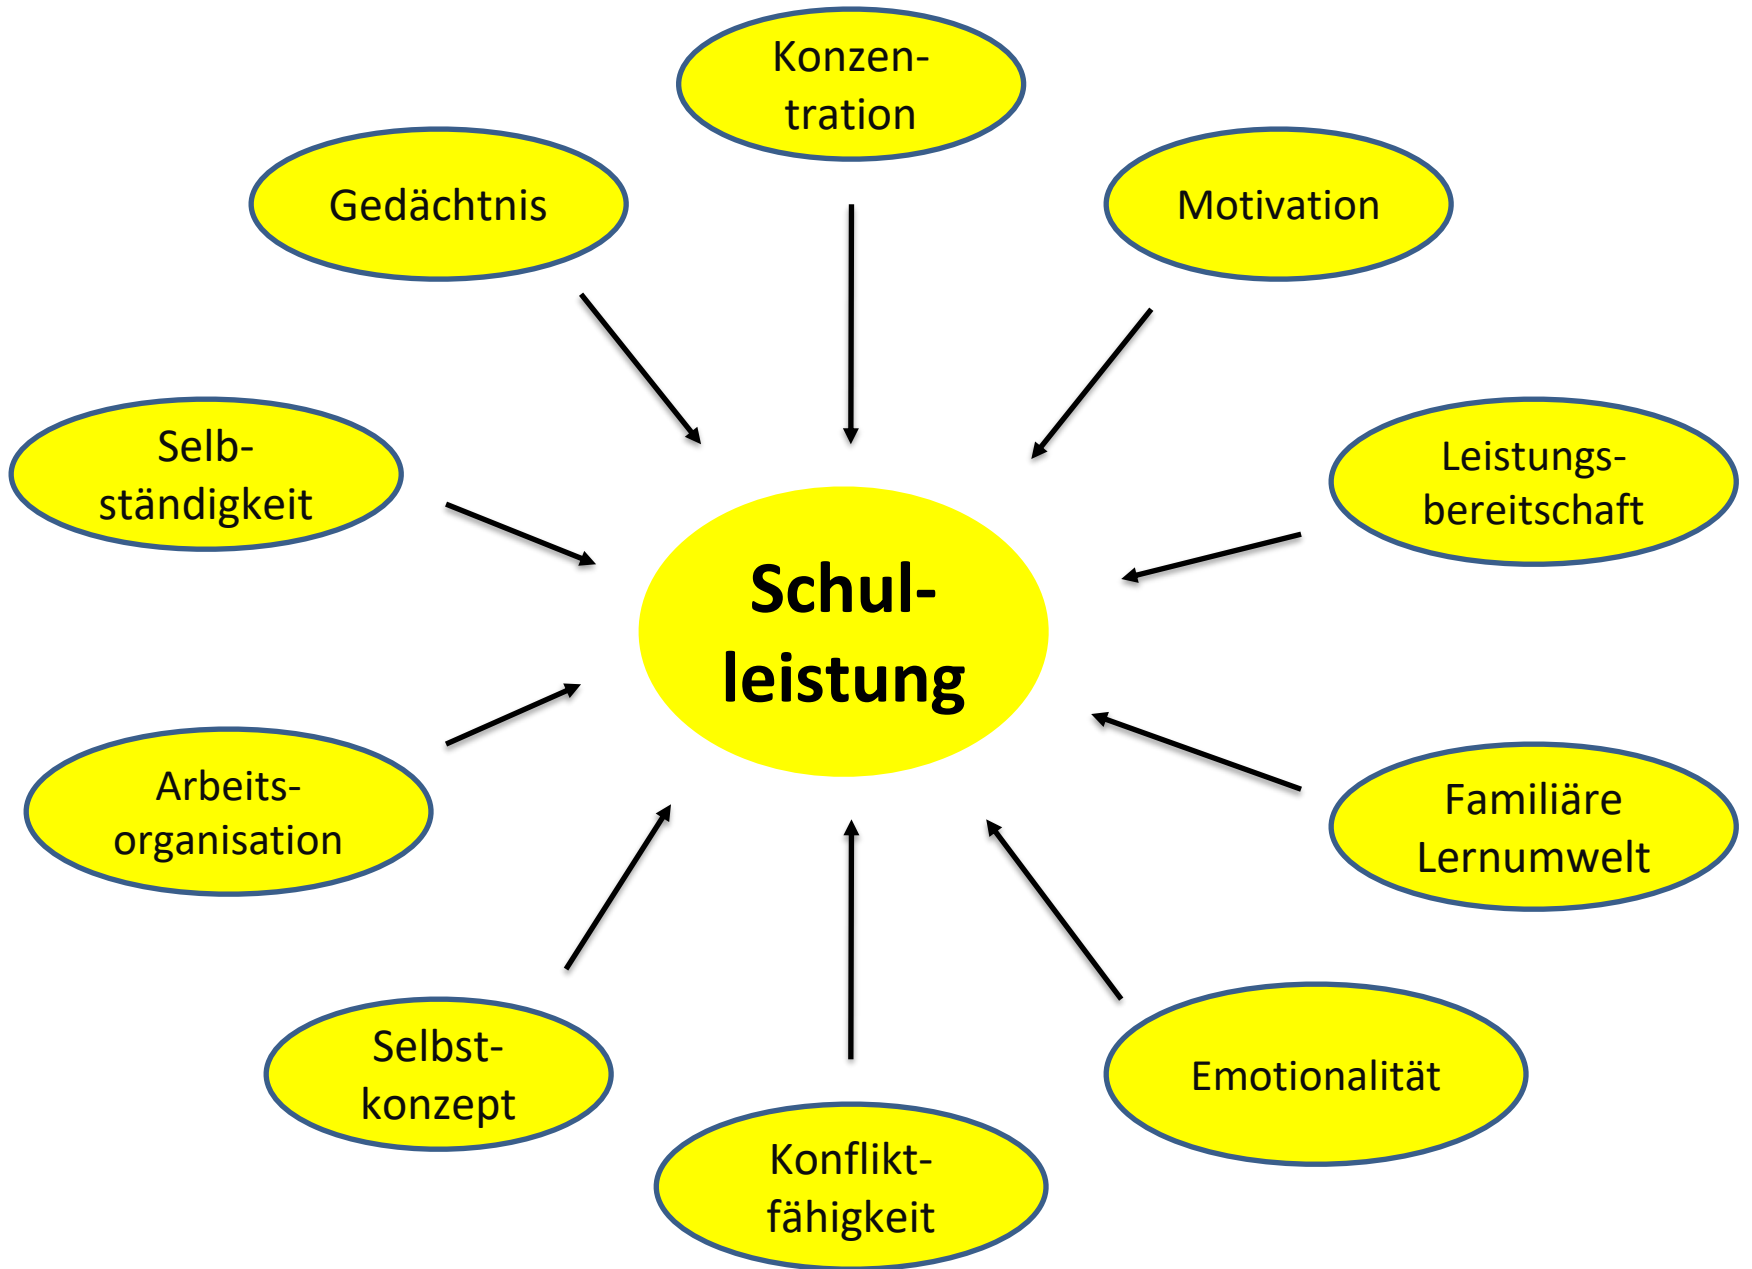 Konzen-
tration
Gedächtnis
Motivation
Selb-
ständigkeit
Leistungs-
bereitschaft
Schul-
leistung
Arbeits-
organisation
Familiäre
Lernumwelt
Selbst-
konzept
Emotionalität
Konflikt-
fähigkeit